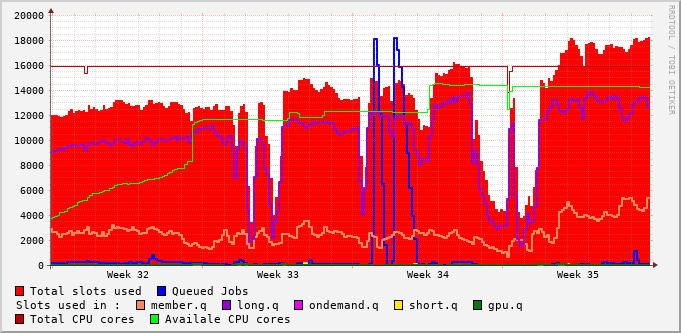 20000
18000
16000
14000
12000
10000
8000
6000
4000
2000
0
Week 32 Week 33 Week 34 Week 35
Total slots used Queued Jobs
Slots used in : member.q long.q ondemand.q short.q gpu.q
Total CPU cores Availale CPU cores
RRDTOOL / TOBI OETIKER